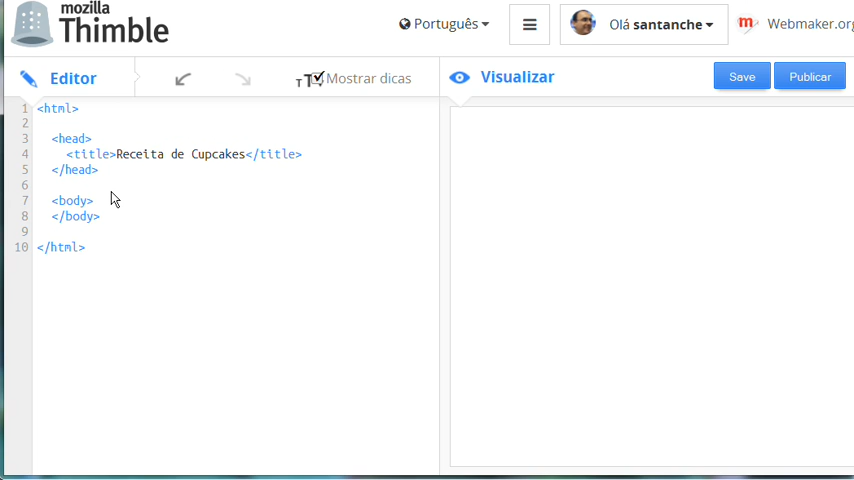 mozilla
Thimble
Português
Olá santanche
m Webmaker.org
Editor
TT Mostrar dicas
Visualizar
Save
Publicar
1 <html>
2
3 <head>
4 <title>Receita de Cupcakes</title>
5 </head>
6
7 <body>
8 </body>
9
10 </html>